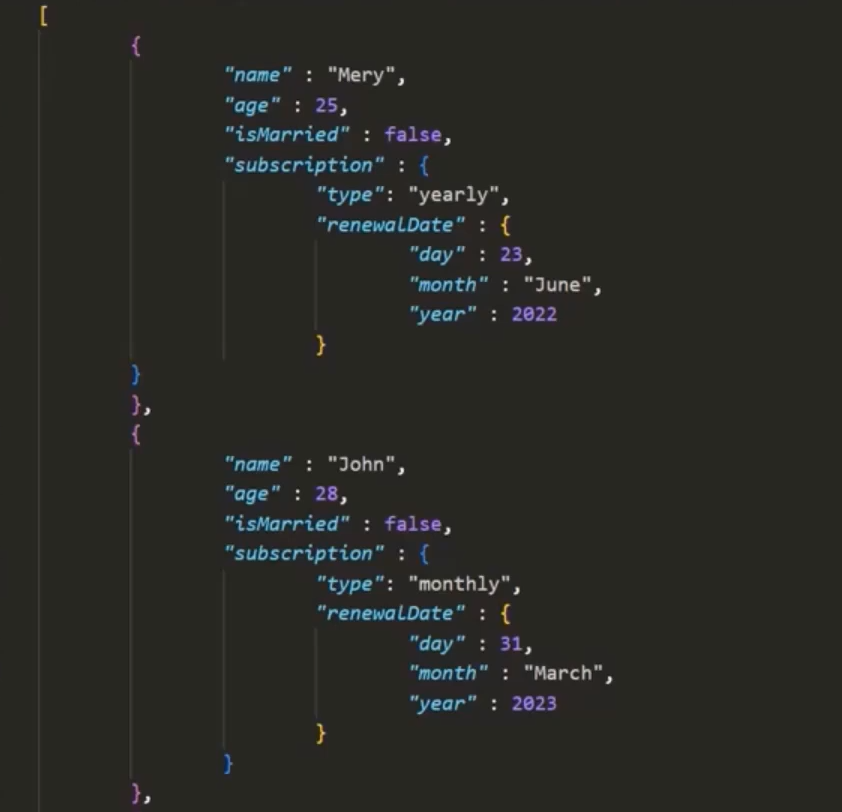 [
{
"name" : "Mery",
"age" : 25,
"isMarried" : false,
"subscription" : {
"type": "yearly",
"renewalDate" : {
"day" : 23,
"month" : "June",
"year" : 2022
}
}
},
{
"name" : "John",
"age" : 28,
"isMarried" : false,
"subscription" : {
"type": "monthly",
"renewalDate" : {
"day" : 31,
"month" : "March",
"year" : 2023
}
}
},